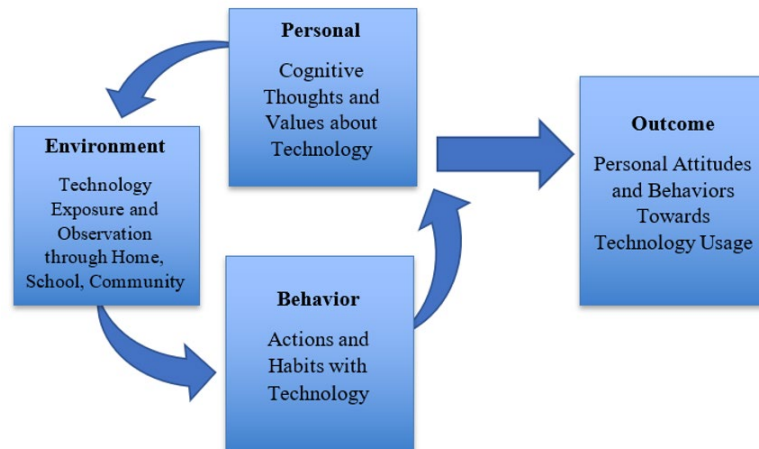 Personal
Cognitive
Thoughts and
Values about
Technology
Environment
Technology
Exposure and
Observation
through Home,
School, Community
Behavior
Actions and
Habits with
Technology
Outcome
Personal Attitudes
and Behaviors
Towards
Technology Usage